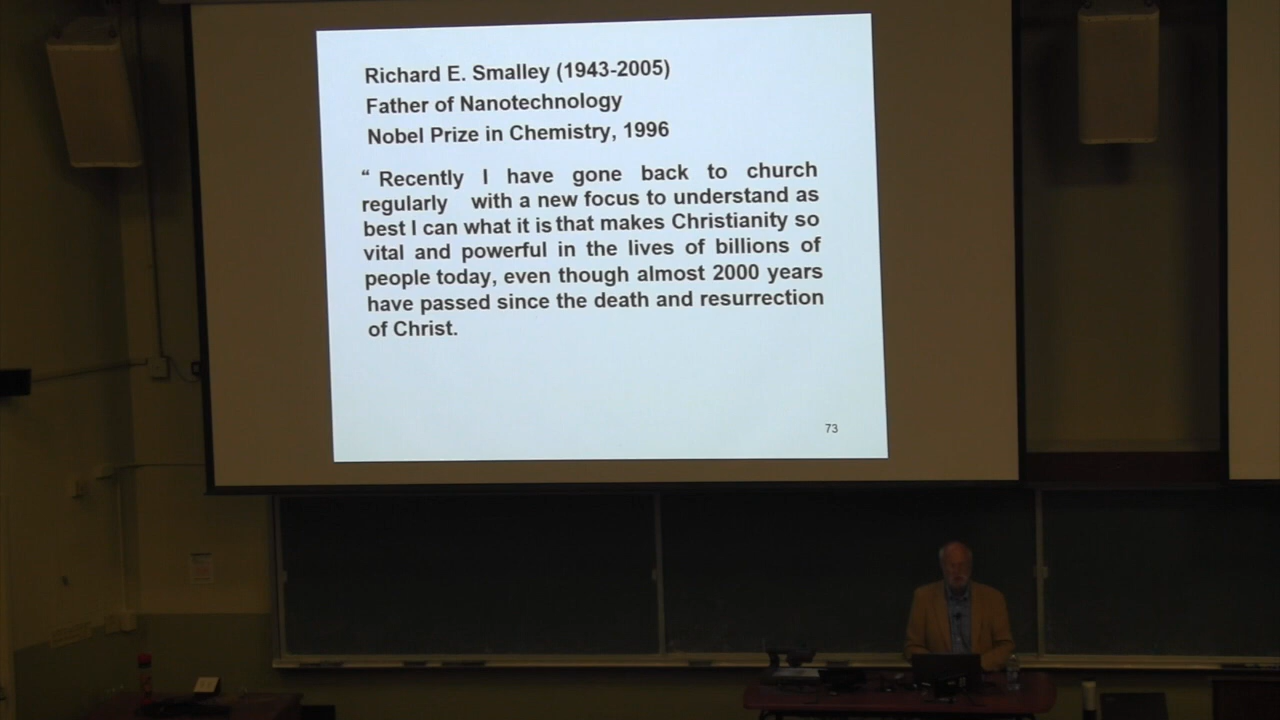 Richard E. Smalley (1943-2005)
Father of Nanotechnology
Nobel Prize in Chemistry, 1996
“ Recently I have gone back to church
regularly with a new focus to understand as
best I can what it is that makes Christianity so
vital and powerful in the lives of billions of
people today, even though almost 2000 years
have passed since the death and resurrection
of Christ.
73